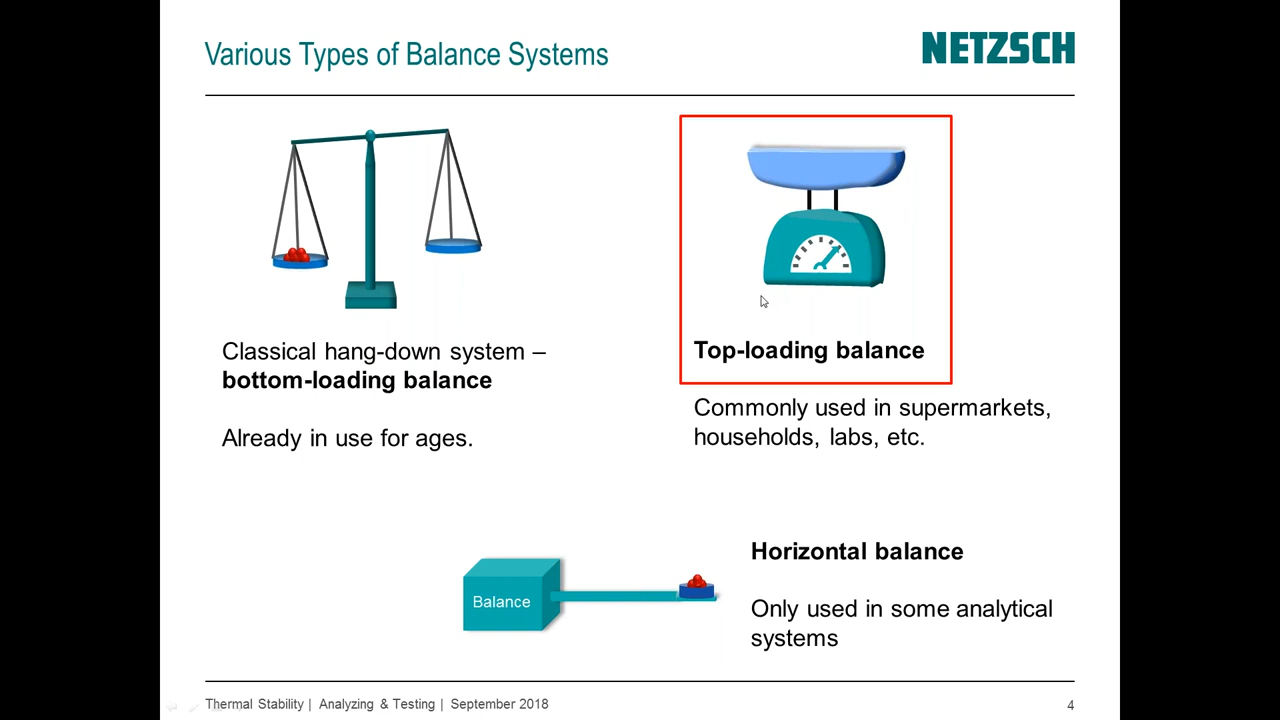 Various Types of Balance Systems
NETZSCH
Classical hang-down system –
bottom-loading balance
Already in use for ages.
Top-loading balance
Commonly used in supermarkets,
households, labs, etc.
Balance
Horizontal balance
Only used in some analytical
systems
Thermal Stability | Analyzing & Testing | September 2018
4